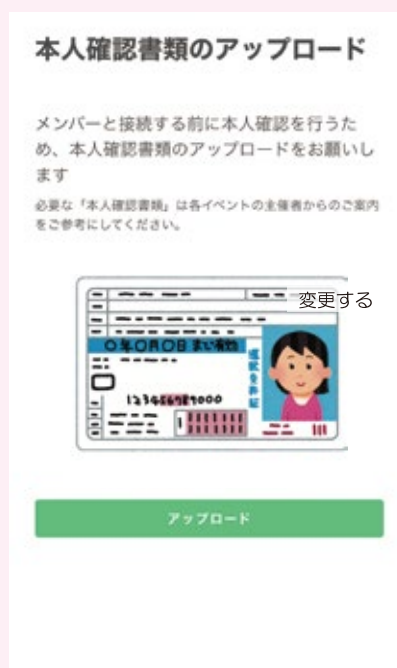 本人確認書類のアップロード
メンバーと接続する前に本人確認を行うた
め、本人確認書類のアップロードをお願いし
ます
必要な「本人確認書類」は各イベントの主催者からのご案内
をご参考にしてください。
変更する
〇年〇月〇日まで有効
運転免許証
123456789000
アップロード